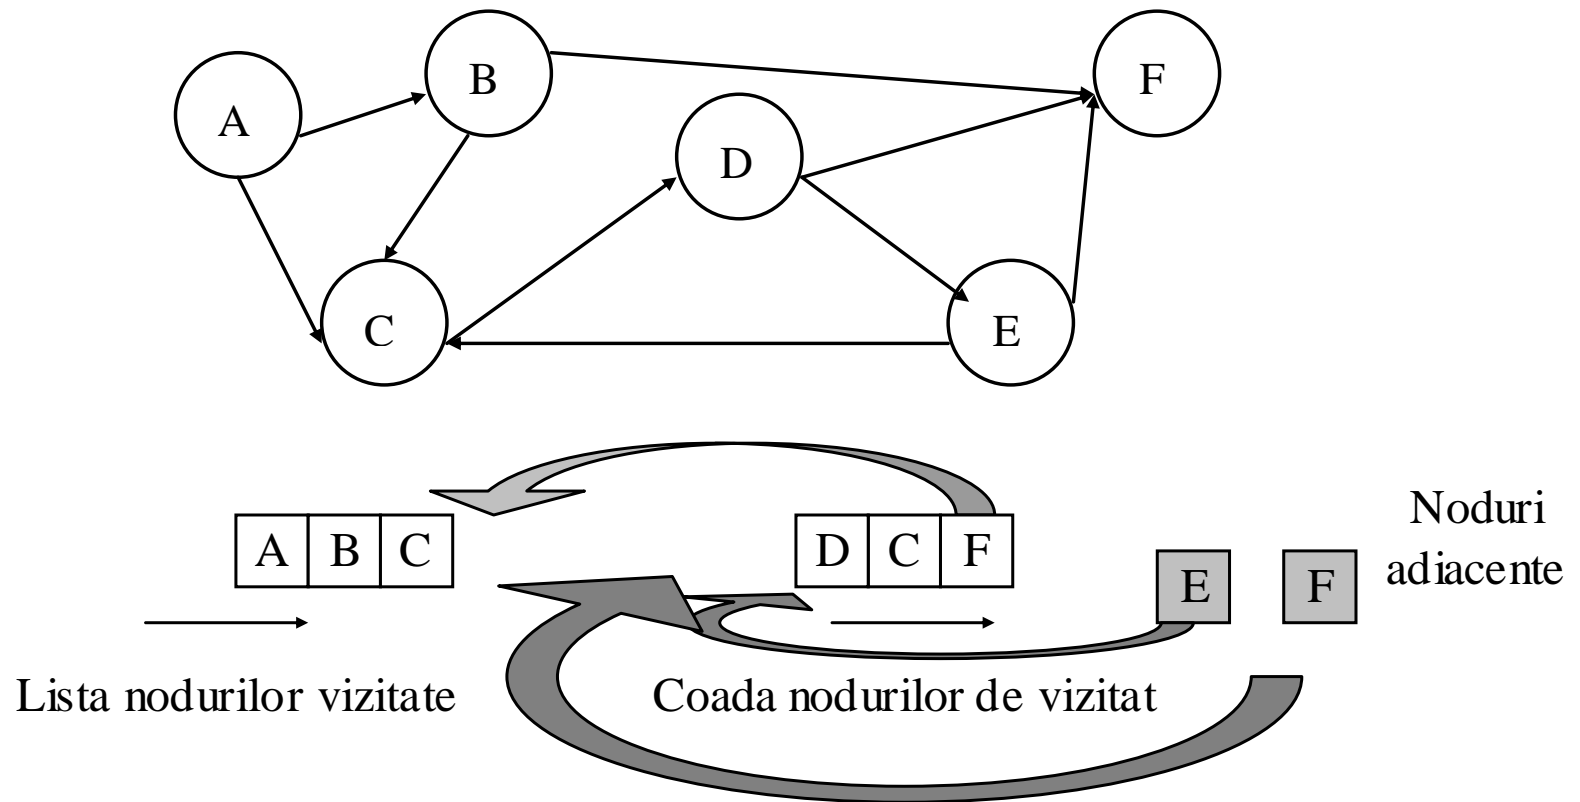 B
F
A
D
C
E
Noduri
A B C
D C F
adiacente
E
F
Lista nodurilor vizitate
Coada nodurilor de vizitat